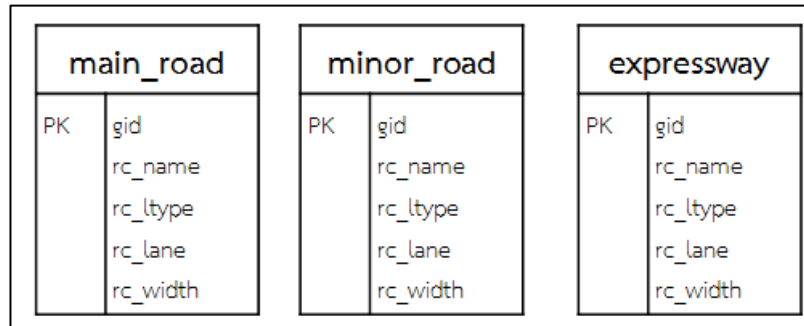 main_road
PK gid
rc_name
rc_ltype
rc_lane
rc_width
minor_road
PK gid
rc_name
rc_ltype
rc_lane
rc_width
expressway
PK gid
rc_name
rc_ltype
rc_lane
rc_width